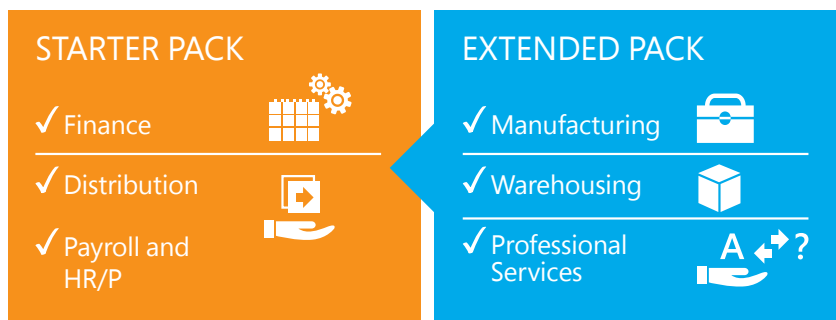 STARTER PACK
✓ Finance
✓ Distribution
✓ Payroll and
HR/P
EXTENDED PACK
✓ Manufacturing
✓ Warehousing
✓ Professional
Services
A ?